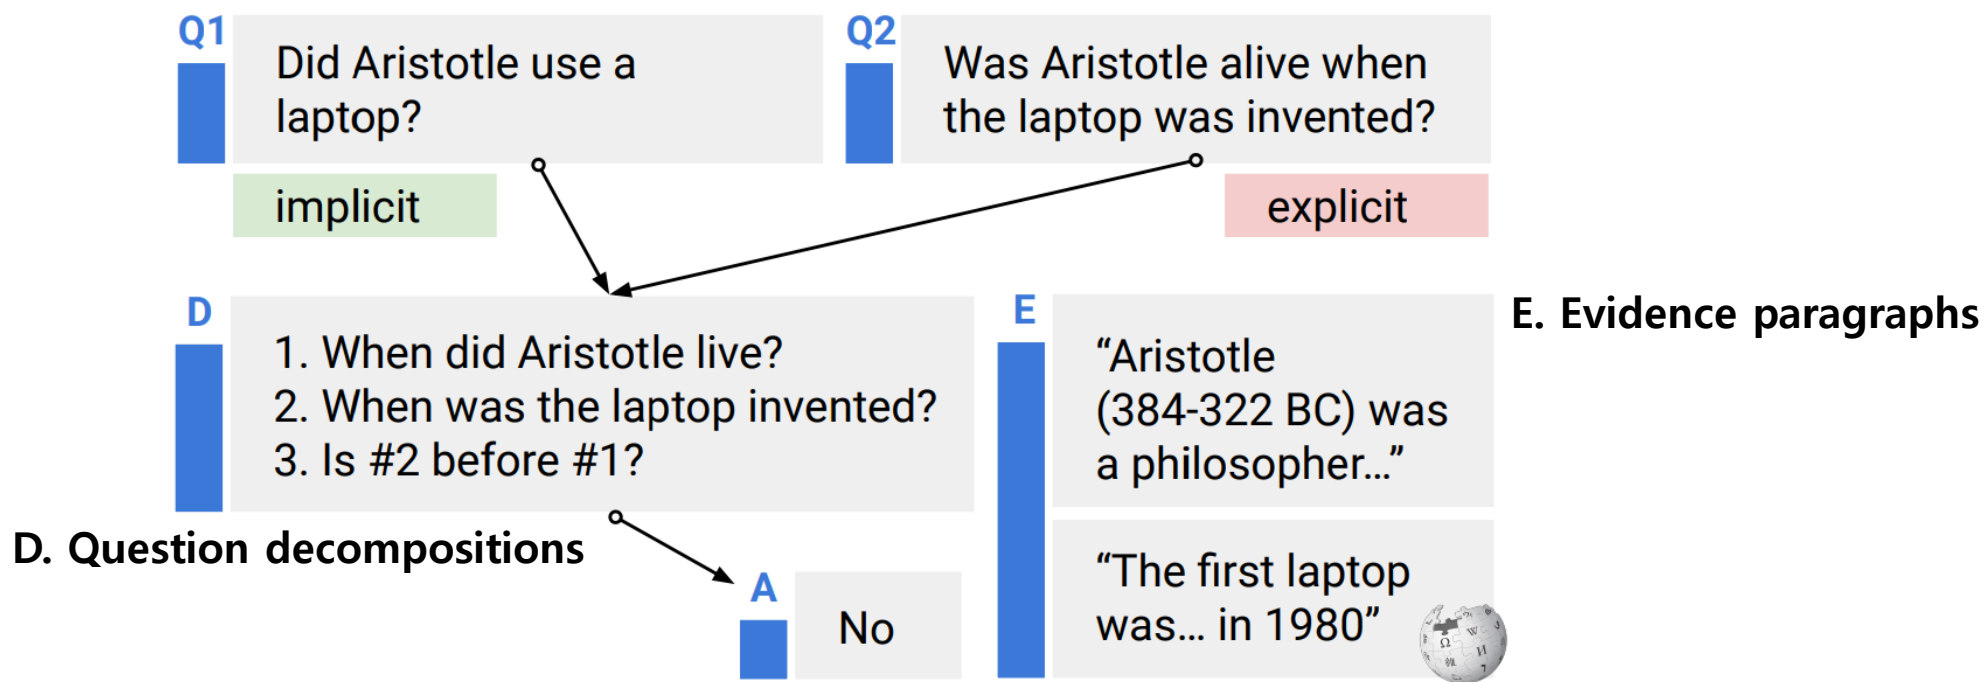 Q1
Did Aristotle use a
laptop?
implicit
Q2
Was Aristotle alive when
the laptop was invented?
explicit
D
1. When did Aristotle live?
2. When was the laptop invented?
3. Is #2 before #1?
D. Question decompositions
A
No
E
“Aristotle
(384-322 BC) was
a philosopher...”
“The first laptop
was... in 1980”
E. Evidence paragraphs
Ω
W
И